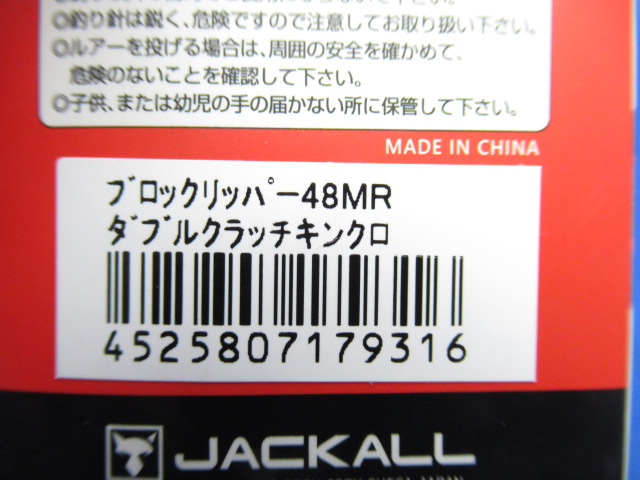 ◎釣り針は鋭く、危険ですので注意してお取り扱い下さい。
◎ルアーを投げる場合は、周囲の安全を確かめて、
危険のないことを確認して下さい。
◎子供、または幼児の手の届かない所に保管して下さい。
MADE IN CHINA
ブロックリッパー48MR
ダブルクラッチキンクロ
4525807179316
JACKALL